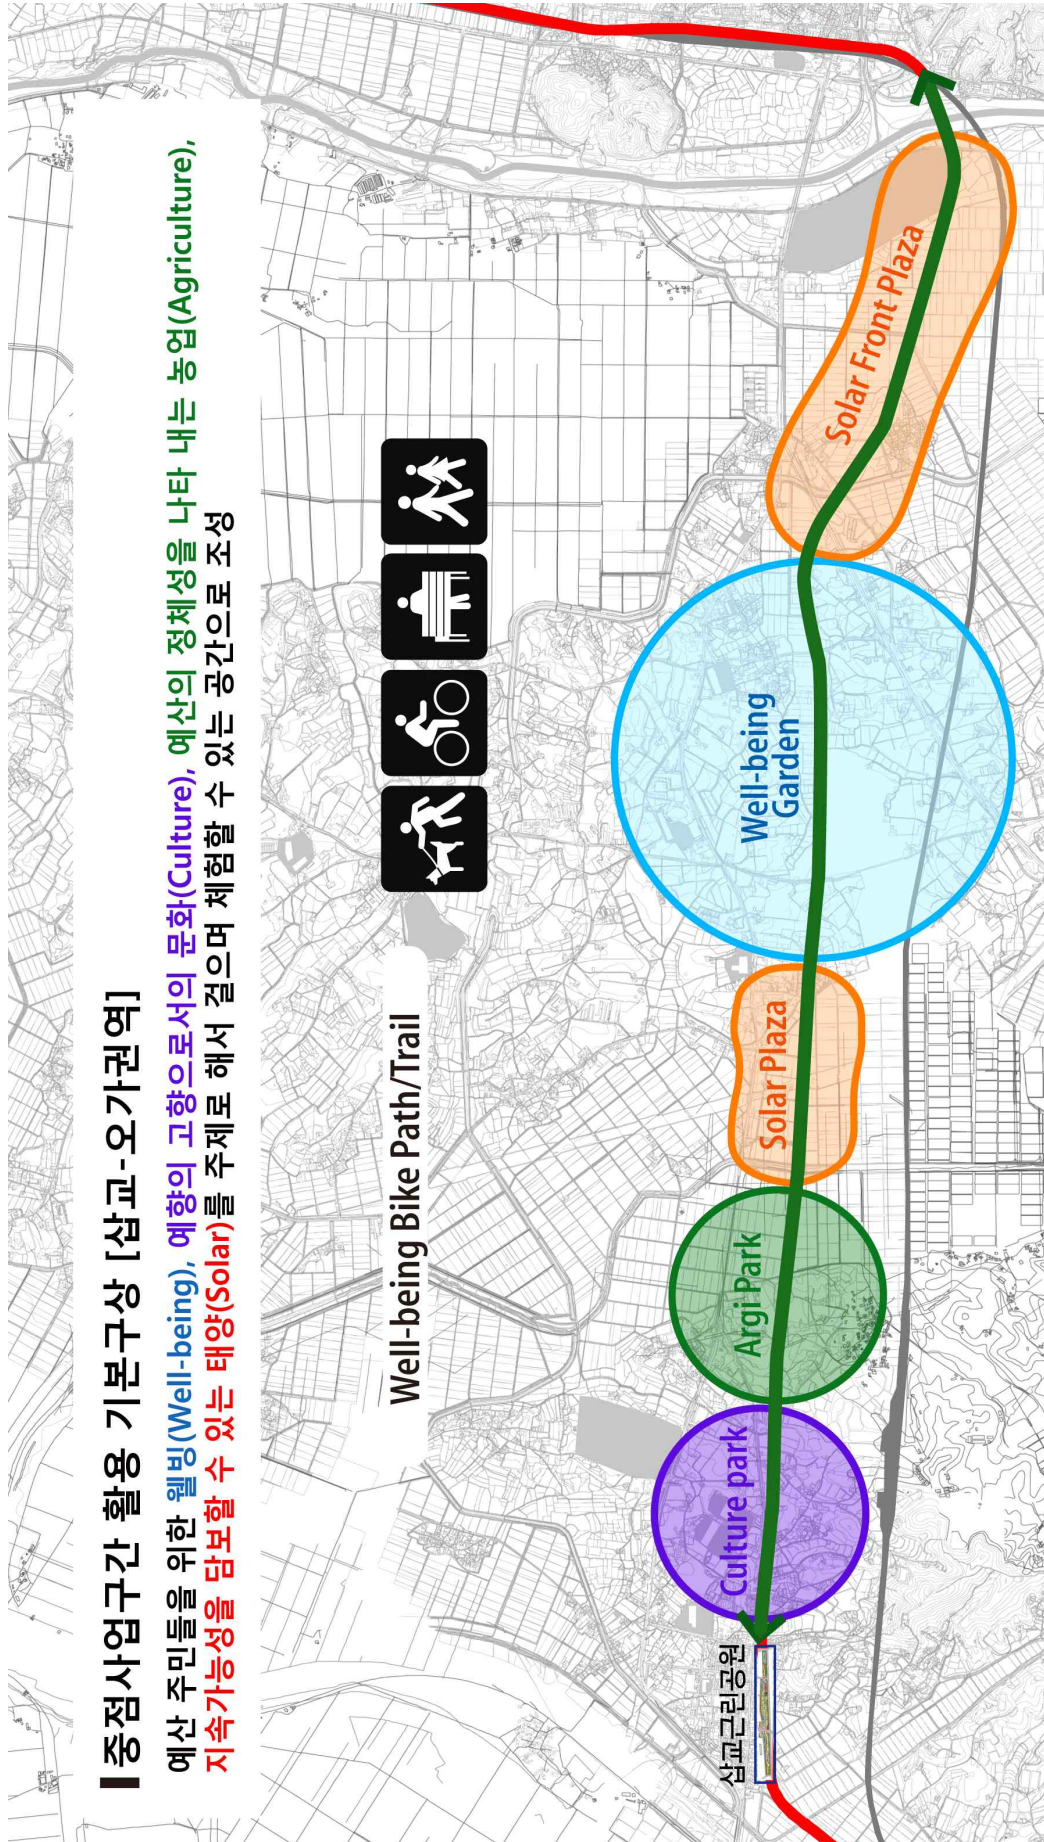 중점사업구간 활용 기본구상 [삽교-오가권역]
예산 주민들을 위한 웰빙(Well-being), 예향의 고향으로서의 문화(Culture), 예산의 정체성을 나타 내는 농업(Agriculture),
지속가능성을 담보할 수 있는 태양(Solar)를 주제로 해서 걸으며 체험할 수 있는 공간으로 조성
Well-being Bike Path/Trail
삽교근린공원
Culture park
Argi Park
Solar Plaza
Well-being
Garden
Solar Front Plaza